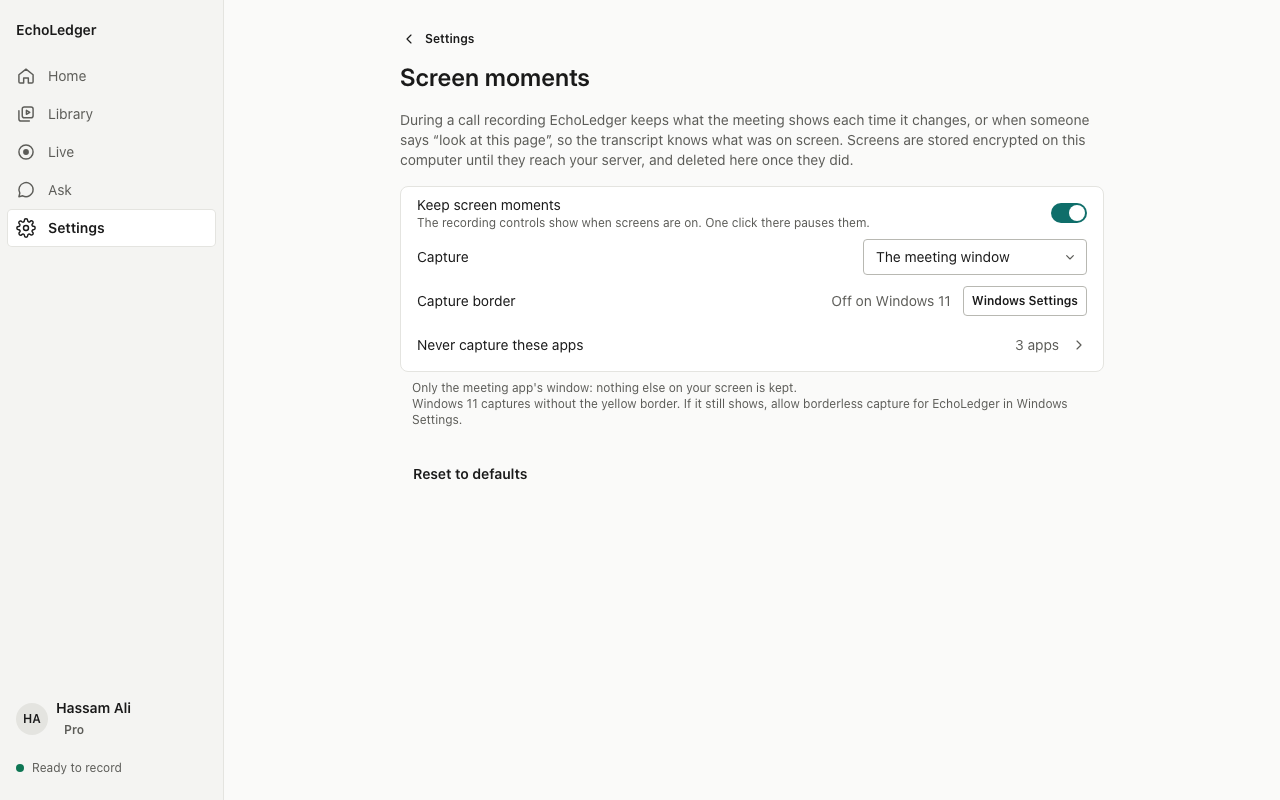 EchoLedger
Home
Library
Live
Ask
Settings
Hassam Ali
HA
Pro
Ready to record
Settings
Screen moments
During a call recording EchoLedger keeps what the meeting shows each time it changes, or when someone
says “look at this page”, so the transcript knows what was on screen. Screens are stored encrypted on this
computer until they reach your server, and deleted here once they did.
Keep screen moments
The recording controls show when screens are on. One click there pauses them.
Capture
The meeting window
Capture border
Off on Windows 11
Windows Settings
Never capture these apps
3 apps
Only the meeting app's window: nothing else on your screen is kept.
Windows 11 captures without the yellow border. If it still shows, allow borderless capture for EchoLedger in Windows
Settings.
Reset to defaults